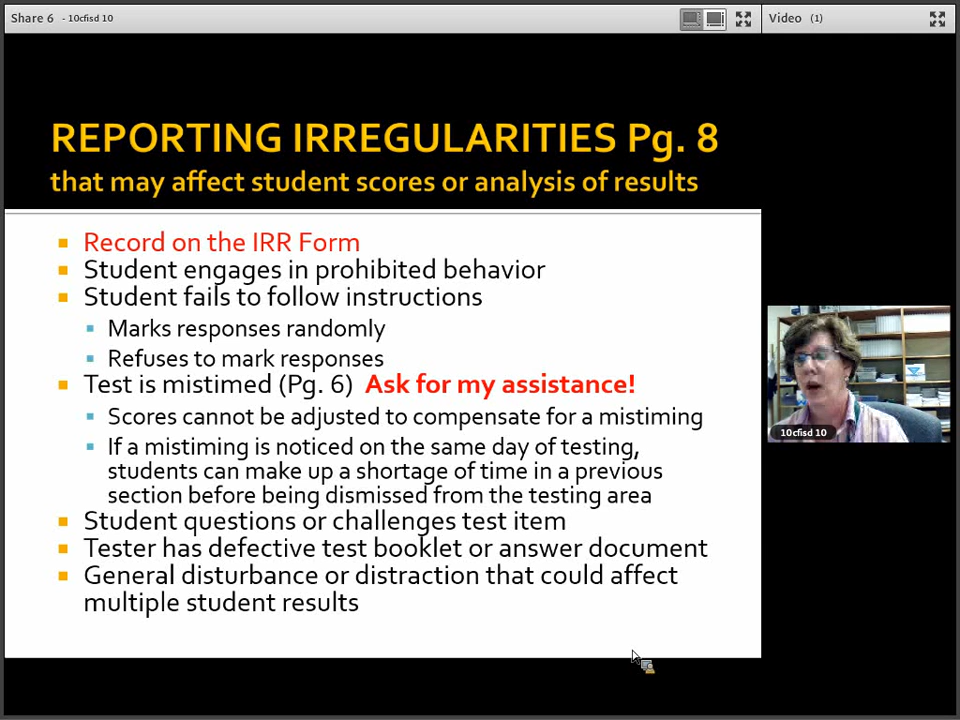 Share 6 - 10cfisd 10
Video (1)
REPORTING IRREGULARITIES Pg. 8
that may affect student scores or analysis of results
Record on the IRR Form
Student engages in prohibited behavior
Student fails to follow instructions
Marks responses randomly
Refuses to mark responses
Test is mistimed (Pg. 6) Ask for my assistance!
Scores cannot be adjusted to compensate for a mistiming
If a mistiming is noticed on the same day of testing,
students can make up a shortage of time in a previous
section before being dismissed from the testing area
Student questions or challenges test item
Tester has defective test booklet or answer document
General disturbance or distraction that could affect
multiple student results
10cfisd 10